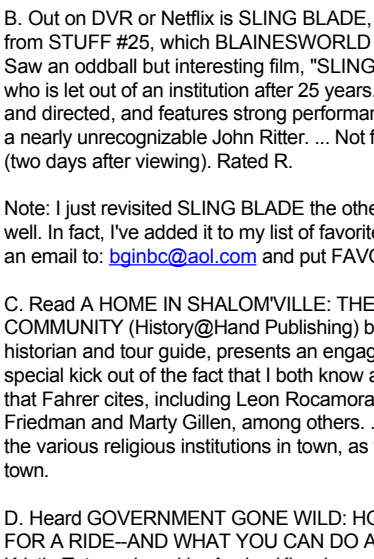 B. Out on DVR or Netflix is SLING BLADE,
from STUFF #25, which BLAINESWORLD
Saw an oddball but interesting film, "SLING
who is let out of an institution after 25 years.
and directed, and features strong performan
a nearly unrecognizable John Ritter. ... Not f
(two days after viewing). Rated R.
Note: I just revisited SLING BLADE the othe
well. In fact, I've added it to my list of favorite
an email to: bginbc@aol.com and put FAVO
C. Read A HOME IN SHALOM'VILLE: THE
COMMUNITY (History@Hand Publishing) b
historian and tour guide, presents an engag
special kick out of the fact that I both know a
that Fahrer cites, including Leon Rocamora
Friedman and Marty Gillen, among others. .
the various religious institutions in town, as
town.
D. Heard GOVERNMENT GONE WILD: HO
FOR A RIDE--AND WHAT YOU CAN DO A